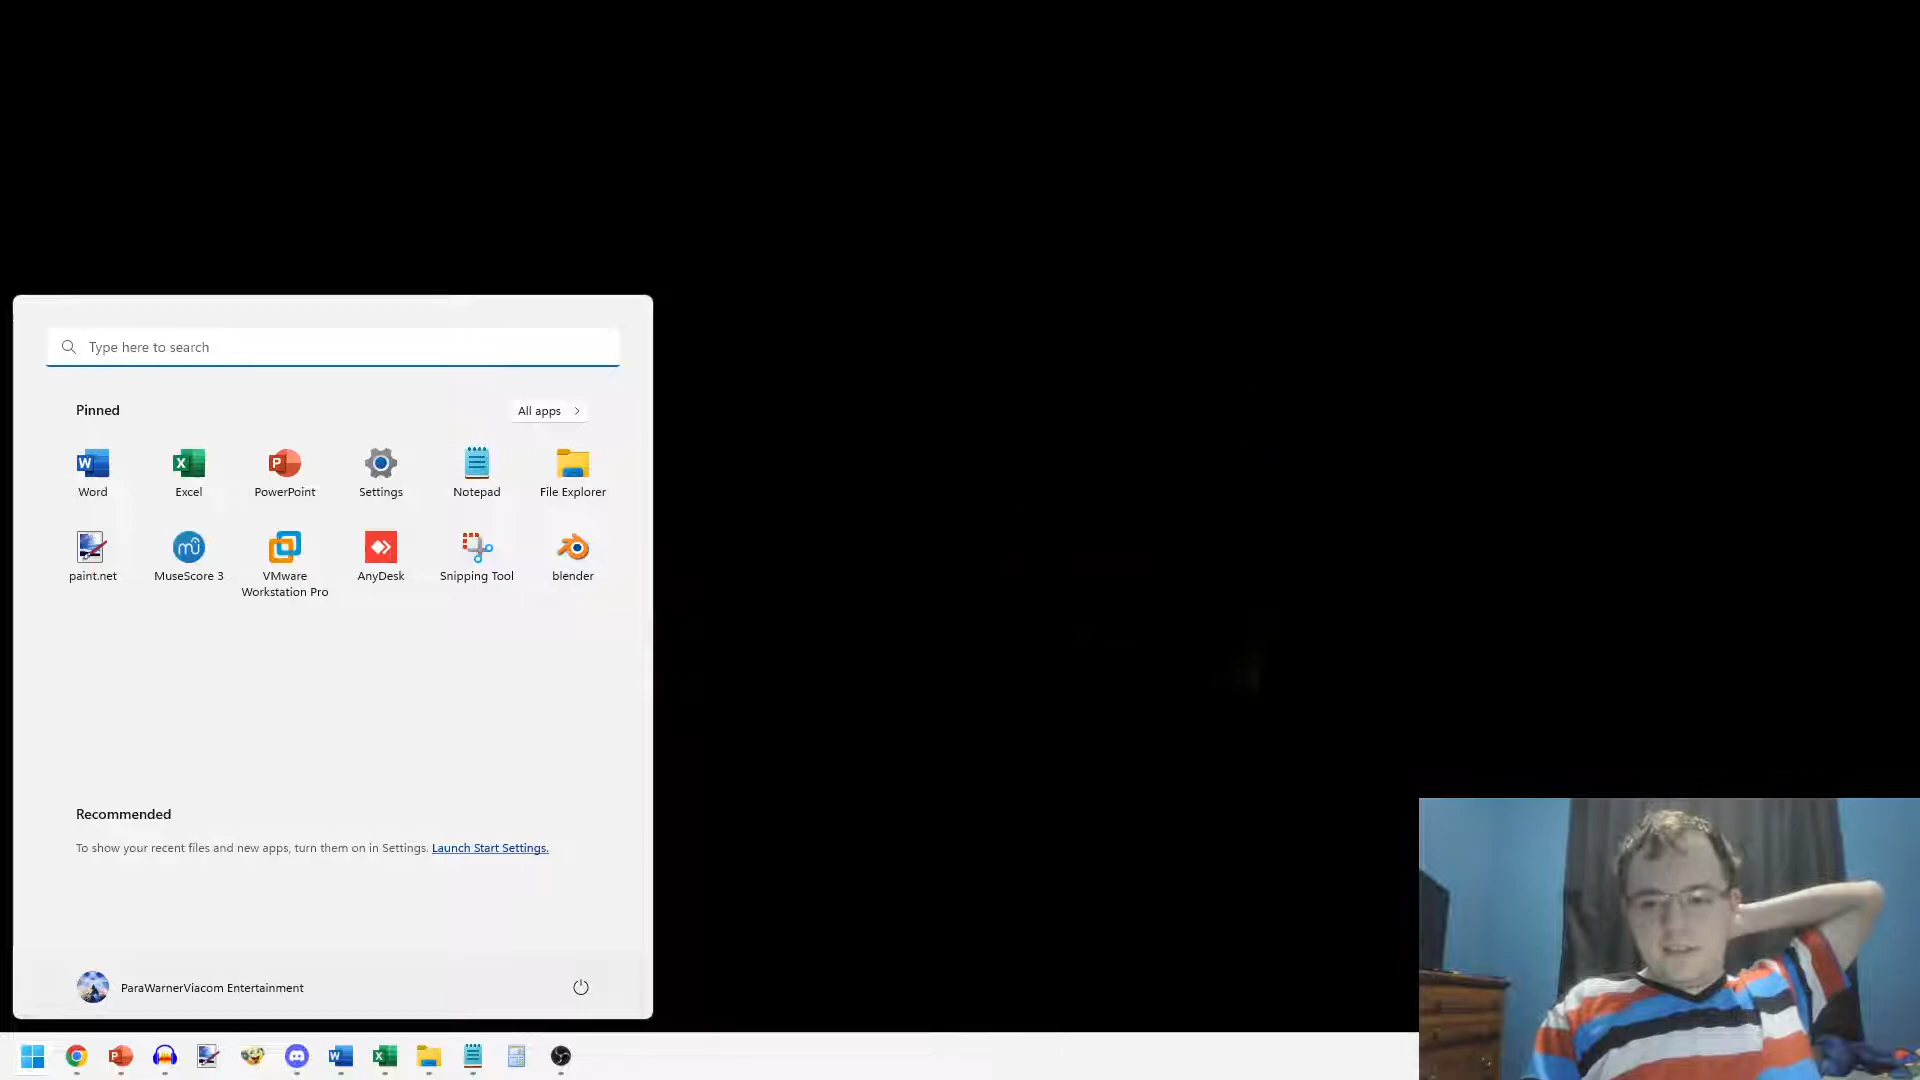 Type here to search
Pinned
All apps
Word
Excel
PowerPoint
Settings
Notepad
File Explorer
paint.net
MuseScore 3
VMware
Workstation Pro
AnyDesk
Snipping Tool
blender
Recommended
To show your recent files and new apps, turn them on in Settings. Launch Start Settings.
ParaWarnerViacom Entertainment